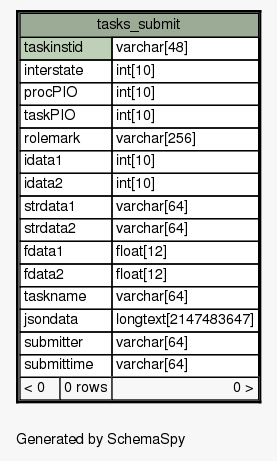 tasks_submit
taskinstid varchar[48]
interstate int[10]
procPIO int[10]
taskPIO int[10]
rolemark varchar[256]
idata1 int[10]
idata2 int[10]
strdata1 varchar[64]
strdata2 varchar[64]
fdata1 float[12]
fdata2 float[12]
taskname varchar[64]
jsondata longtext[2147483647]
submitter varchar[64]
submittime varchar[64]
< 0 0 rows 0 >
Generated by SchemaSpy